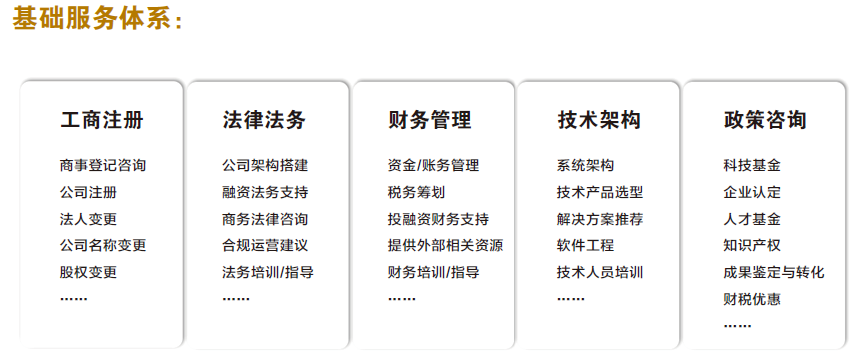 基础服务体系：
工商注册
商事登记咨询
公司注册
法人变更
公司名称变更
股权变更
……
法律法务
公司架构搭建
融资法务支持
商务法律咨询
合规运营建议
法务培训/指导
……
财务管理
资金/账务管理
税务筹划
投融资财务支持
提供外部相关资源
财务培训/指导
……
技术架构
系统架构
技术产品选型
解决方案推荐
软件工程
技术人员培训
……
政策咨询
科技基金
企业认定
人才基金
知识产权
成果鉴定与转化
财税优惠
……